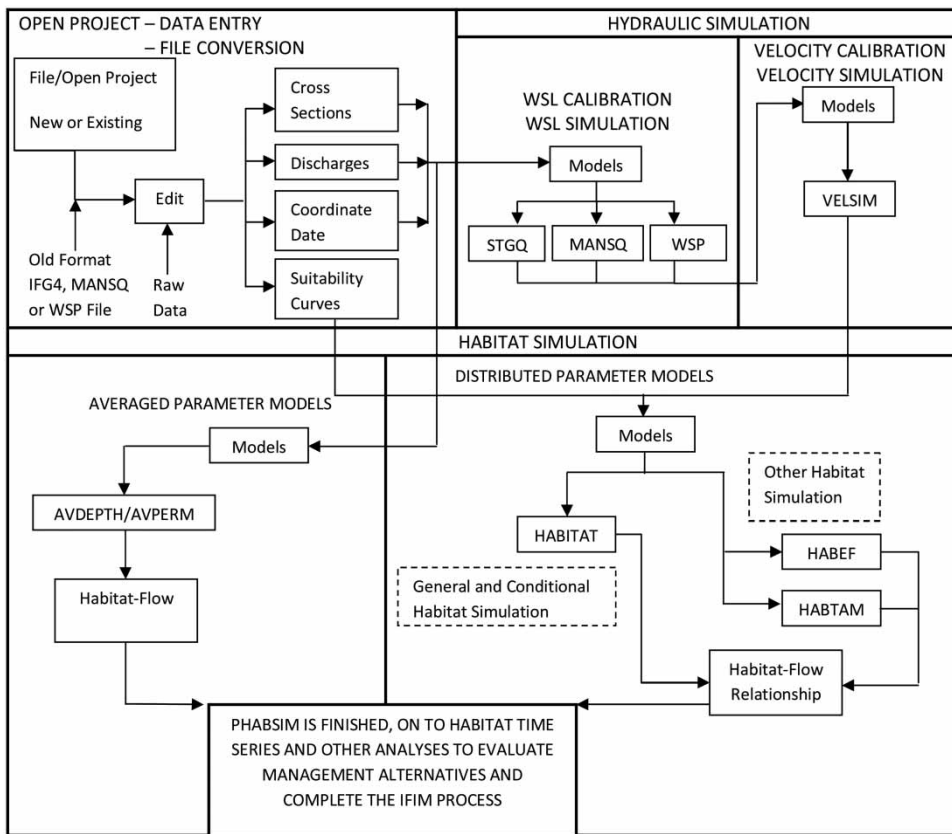 OPEN PROJECT – DATA ENTRY
– FILE CONVERSION
File/Open Project
New or Existing
Edit
Old Format
IFG4, MANSQ
or WSP File
Raw
Data
Cross
Sections
Discharges
Coordinate
Date
Suitability
Curves
HYDRAULIC SIMULATION
WSL CALIBRATION
WSL SIMULATION
Models
STGQ
MANSQ
WSP
VELOCITY CALIBRATION
VELOCITY SIMULATION
Models
VELSIM
HABITAT SIMULATION
AVERAGED PARAMETER MODELS
Models
AVDEPTH/AVPERM
Habitat-Flow
DISTRIBUTED PARAMETER MODELS
Models
HABITAT
General and Conditional
Habitat Simulation
Other Habitat
Simulation
HABEF
HABTAM
Habitat-Flow
Relationship
PHABSIM IS FINISHED, ON TO HABITAT TIME
SERIES AND OTHER ANALYSES TO EVALUATE
MANAGEMENT ALTERNATIVES AND
COMPLETE THE IFIM PROCESS